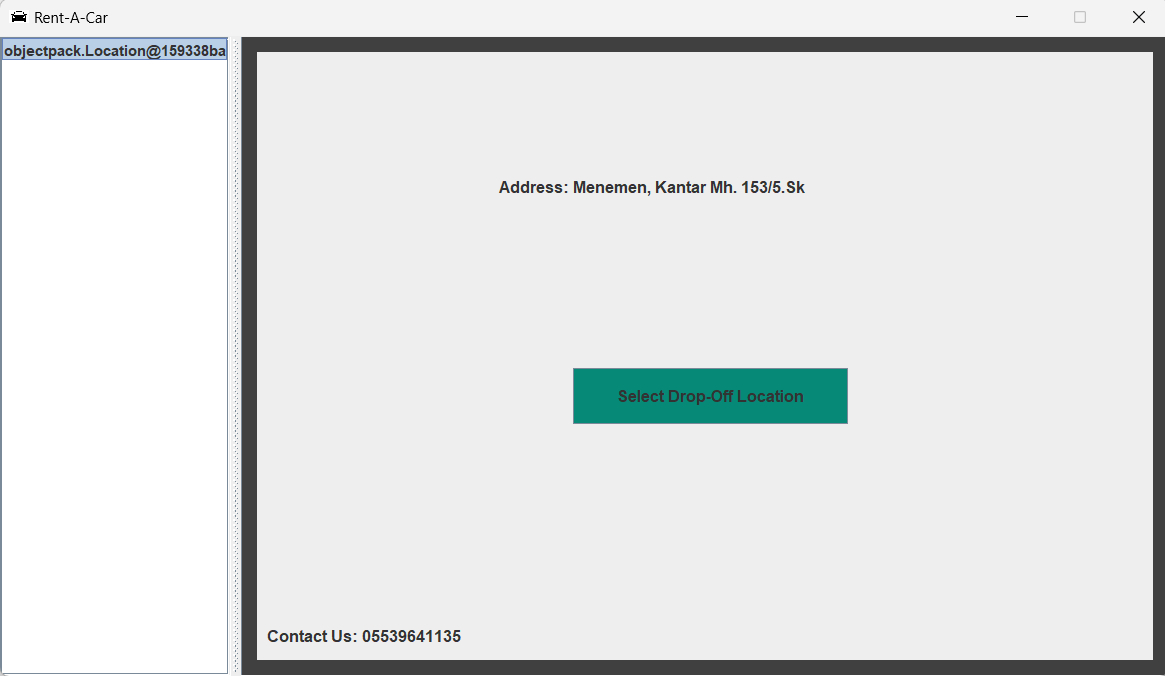 Rent-A-Car
objectpack.Location@159338ba
Address: Menemen, Kantar Mh. 153/5.Sk
Select Drop-Off Location
Contact Us: 05539641135